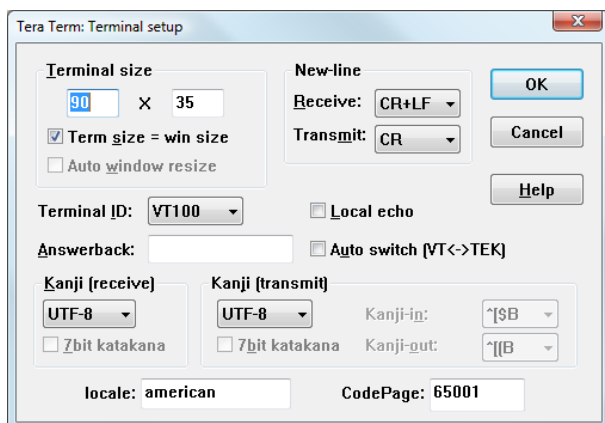 Tera Term: Terminal setup
Terminal size
90 X 35
Term size = win size
Auto window resize
New-line
Receive: CR+LF
Transmit: CR
OK
Cancel
Help
Terminal ID: VT100
Local echo
Answerback:
Auto switch (VT<->TEK)
Kanji (receive)
UTF-8
7bit katakana
Kanji (transmit)
UTF-8
7bit katakana
Kanji-in: ^[$B
Kanji-out: ^[(B
locale: american
CodePage: 65001